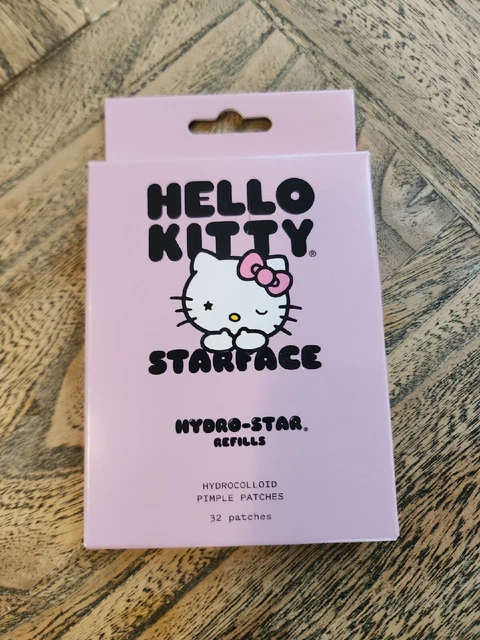 HELLO
KITTY®
STARFACE
HYDRO-STAR®
REFILLS
HYDROCOLLOID
PIMPLE PATCHES
32 patches